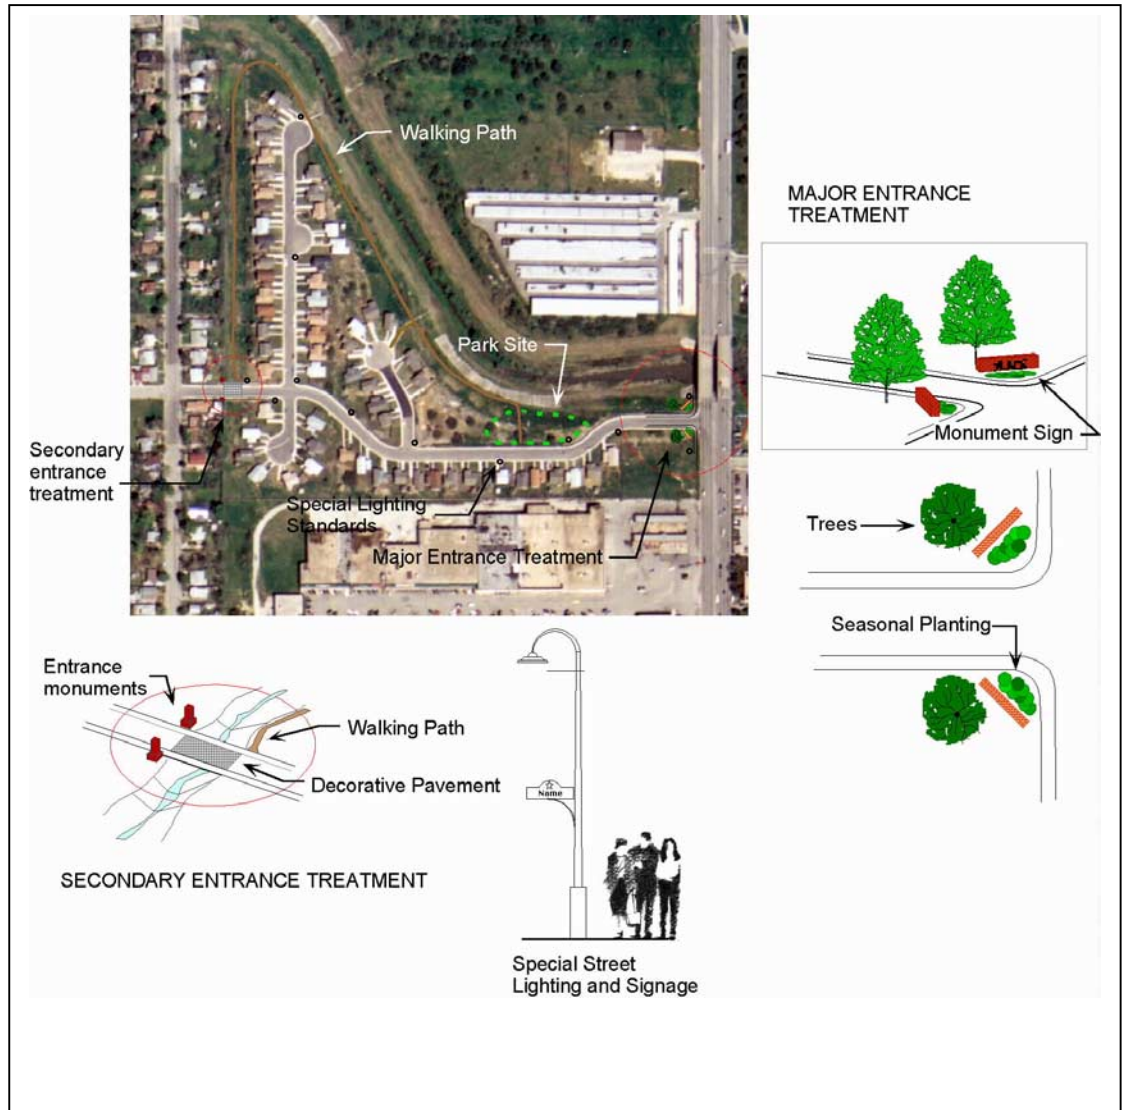 Walking Path
MAJOR ENTRANCE
TREATMENT
Park Site
Monument Sign
Secondary
entrance
treatment
Special Lighting
Standards
Major Entrance Treatment
Trees
Seasonal Planting
Entrance
monuments
Walking Path
Decorative Pavement
Name
SECONDARY ENTRANCE TREATMENT
Special Street
Lighting and Signage